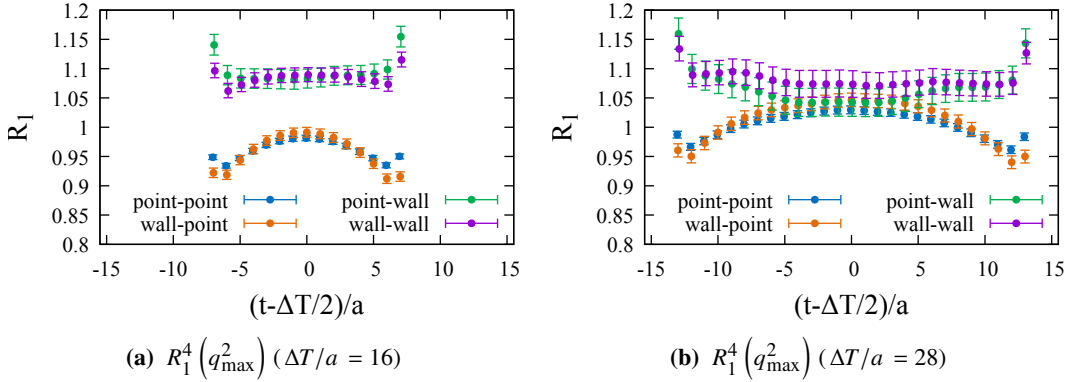 1.2
1.15
1.1
1.05
1
0.95
0.9
0.85
0.8
R₁
point-point
wall-point
point-wall
wall-wall
-15 -10 -5 0 5 10 15
(t-ΔT/2)/a
(a) R₁⁴ (q²max) (ΔT/a = 16)
1.2
1.15
1.1
1.05
1
0.95
0.9
0.85
0.8
R₁
point-point
wall-point
point-wall
wall-wall
-15 -10 -5 0 5 10 15
(t-ΔT/2)/a
(b) R₁⁴ (q²max) (ΔT/a = 28)